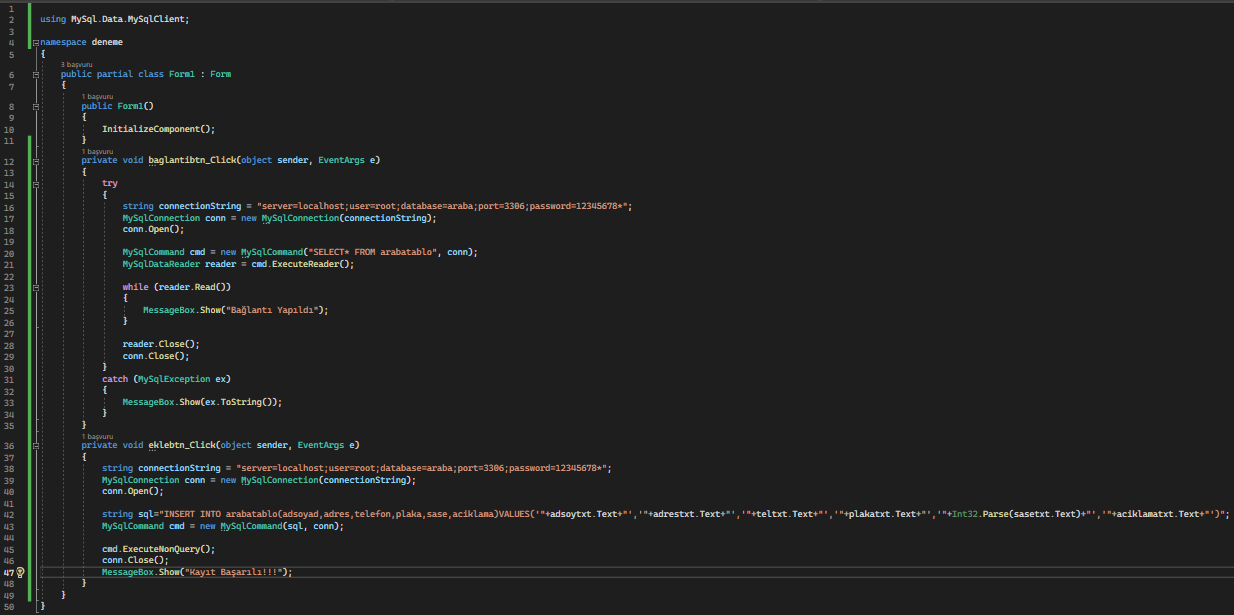 1
2 using MySql.Data.MySqlClient;
3
4 namespace deneme
5 {
3 başvuru
6 public partial class Form1 : Form
7 {
1 başvuru
8 public Form1()
9 {
10 InitializeComponent();
11 }
1 başvuru
12 private void baglantibtn_Click(object sender, EventArgs e)
13 {
14 try
15 {
16 string connectionString = "server=localhost;user=root;database=araba;port=3306;password=12345678*";
17 MySqlConnection conn = new MySqlConnection(connectionString);
18 conn.Open();
19
20 MySqlCommand cmd = new MySqlCommand("SELECT* FROM arabatablo", conn);
21 MySqlDataReader reader = cmd.ExecuteReader();
22
23 while (reader.Read())
24 {
25 MessageBox.Show("Bağlantı Yapıldı");
26 }
27
28 reader.Close();
29 conn.Close();
30 }
31 catch (MySqlException ex)
32 {
33 MessageBox.Show(ex.ToString());
34 }
35 }
1 başvuru
36 private void eklebtn_Click(object sender, EventArgs e)
37 {
38 string connectionString = "server=localhost;user=root;database=araba;port=3306;password=12345678*";
39 MySqlConnection conn = new MySqlConnection(connectionString);
40 conn.Open();
41
42 string sql="INSERT INTO arabatablo(adsoyad,adres,telefon,plaka,sase,aciklama)VALUES('"+adsoytxt.Text+"','"+adrestxt.Text+"','"+teltxt.Text+"','"+plakatxt.Text+"','"+Int32.Parse(sasetxt.Text)+"','"+aciklamatxt.Text+"')";
43 MySqlCommand cmd = new MySqlCommand(sql, conn);
44
45 cmd.ExecuteNonQuery();
46 conn.Close();
47 MessageBox.Show("Kayıt Başarılı!!!");
48 }
49 }
50 }